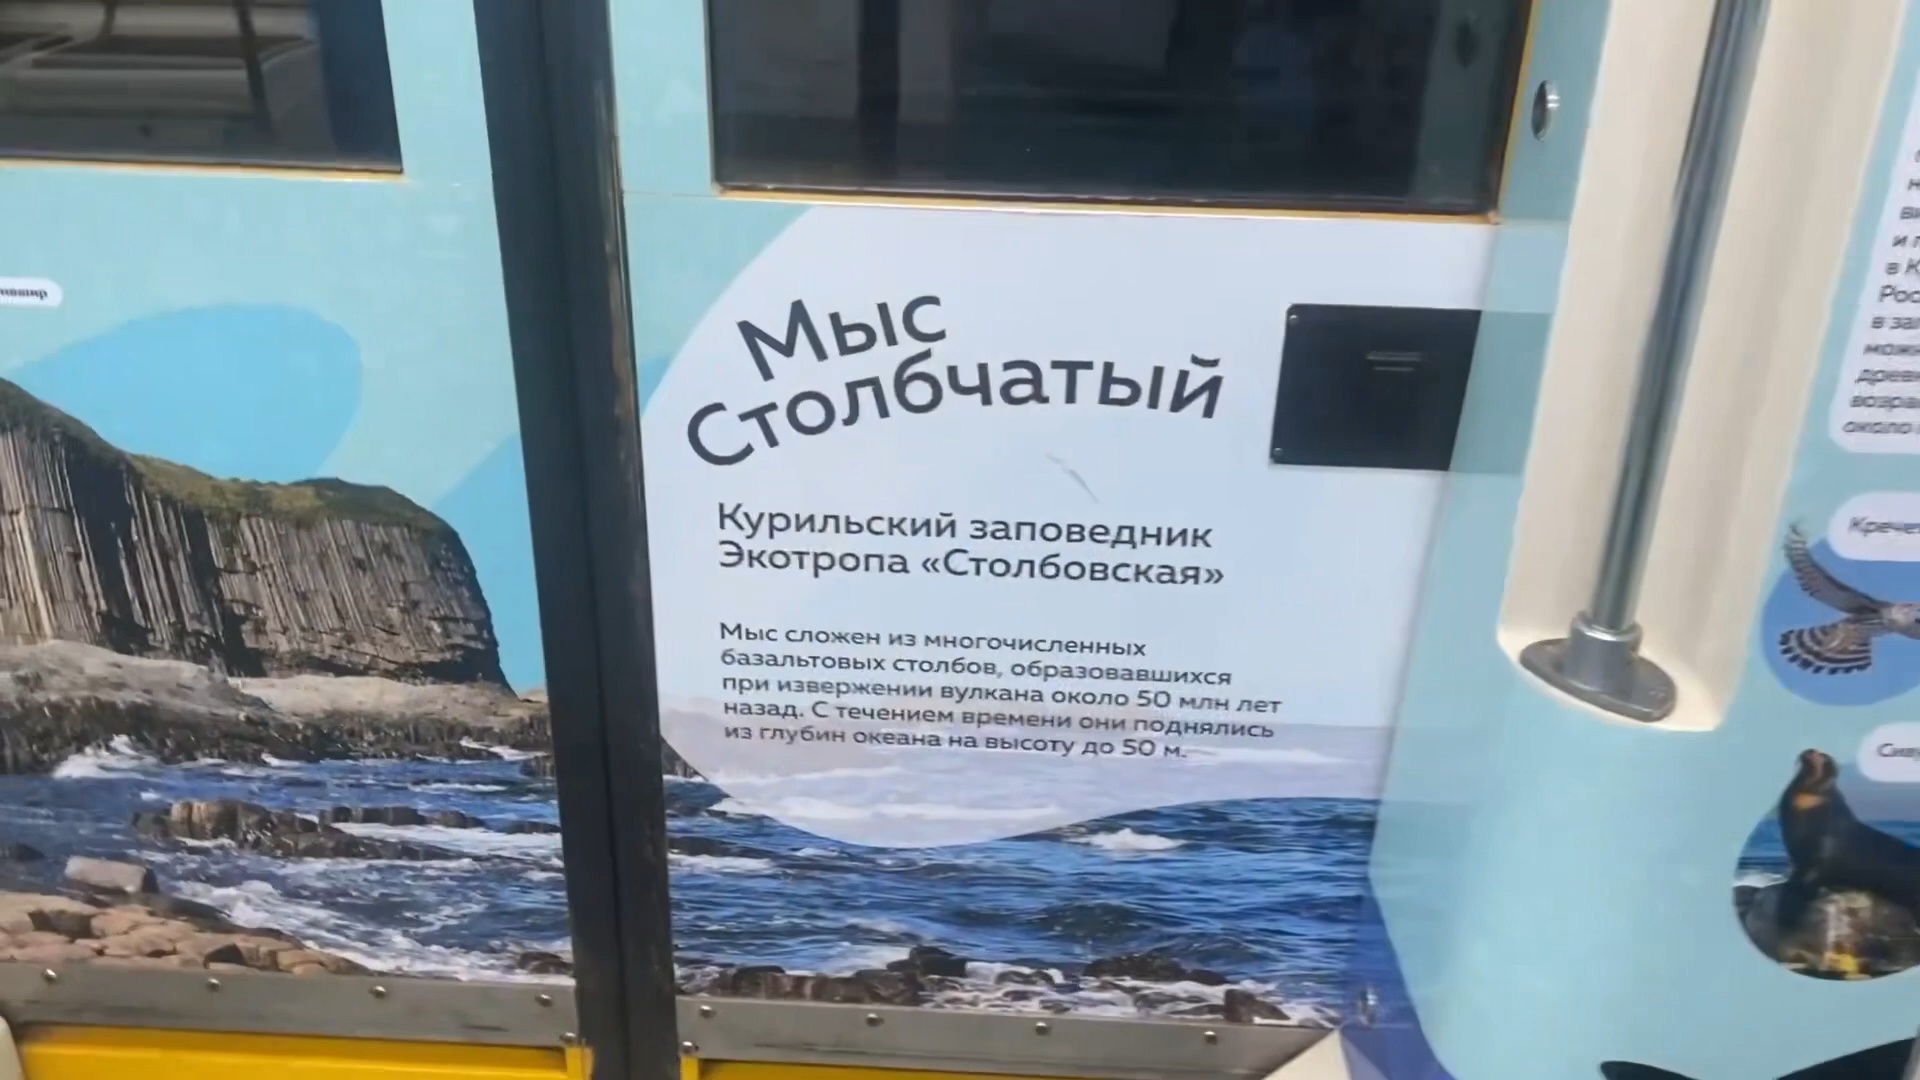 Мыс
Столбчатый
Курильский заповедник
Экотропа «Столбовская»
Мыс сложен из многочисленных
базальтовых столбов, образовавшихся
при извержении вулкана около 50 млн лет
назад. С течением времени они поднялись
из глубин океана на высоту до 50 м.